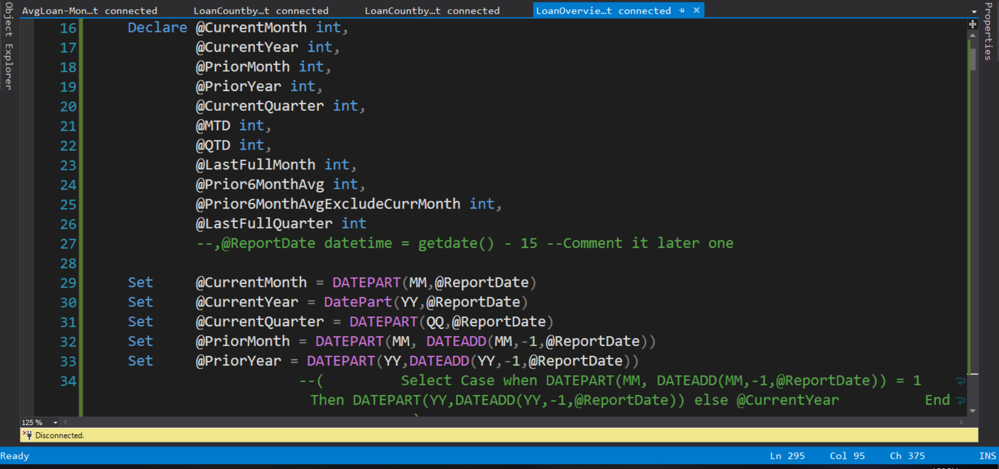 AvgLoan-Mon…t connected LoanCountby…t connected LoanCountby…t connected LoanOvervie…t connected
Object Explorer
Properties
16 Declare @CurrentMonth int,
17 @CurrentYear int,
18 @PriorMonth int,
19 @PriorYear int,
20 @CurrentQuarter int,
21 @MTD int,
22 @QTD int,
23 @LastFullMonth int,
24 @Prior6MonthAvg int,
25 @Prior6MonthAvgExcludeCurrMonth int,
26 @LastFullQuarter int
27 --,@ReportDate datetime = getdate() - 15 --Comment it later one
28
29 Set @CurrentMonth = DATEPART(MM,@ReportDate)
30 Set @CurrentYear = DatePart(YY,@ReportDate)
31 Set @CurrentQuarter = DATEPART(QQ,@ReportDate)
32 Set @PriorMonth = DATEPART(MM, DATEADD(MM,-1,@ReportDate))
33 Set @PriorYear = DATEPART(YY,DATEADD(YY,-1,@ReportDate))
34 --( Select Case when DATEPART(MM, DATEADD(MM,-1,@ReportDate)) = 1
Then DATEPART(YY,DATEADD(YY,-1,@ReportDate)) else @CurrentYear End
125 %
Disconnected.
Ready Ln 295 Col 95 Ch 375 INS